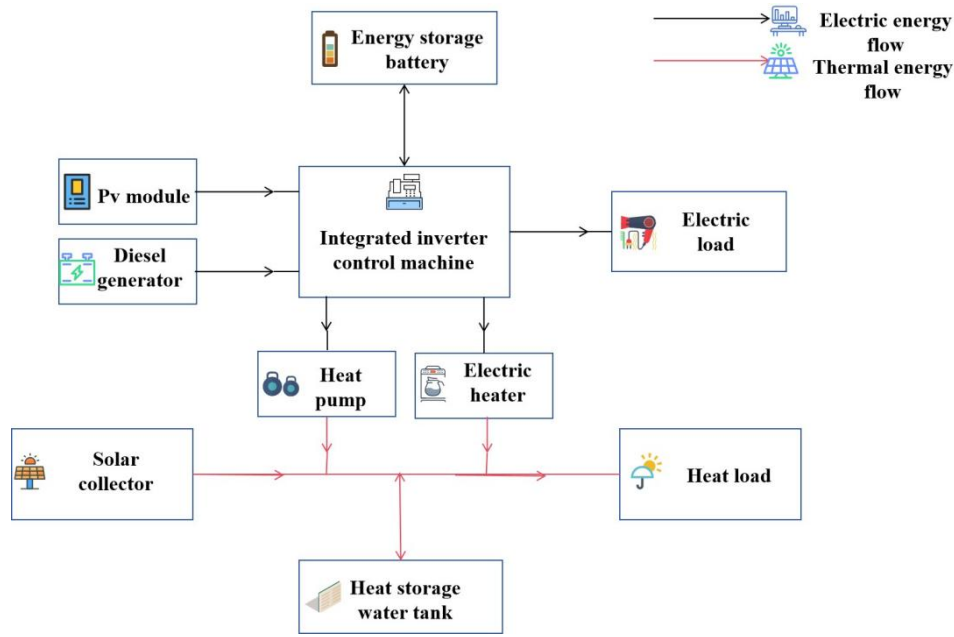 Energy storage
battery
Electric energy
flow
Thermal energy
flow
Pv module
Diesel
generator
Integrated inverter
control machine
Electric
load
Heat
pump
Electric
heater
Solar
collector
Heat load
Heat storage
water tank